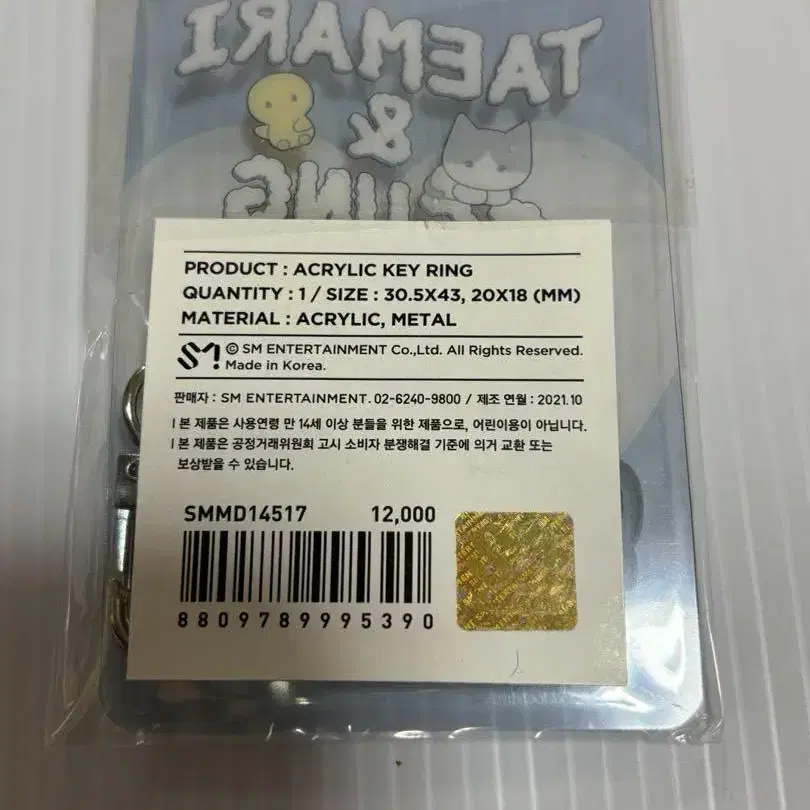 TAEMARI
&
PRODUCT : ACRYLIC KEY RING
QUANTITY : 1 / SIZE : 30.5X43, 20X18 (MM)
MATERIAL : ACRYLIC, METAL
SM! © SM ENTERTAINMENT Co.,Ltd. All Rights Reserved.
Made in Korea.
판매자 : SM ENTERTAINMENT. 02-6240-9800 / 제조 연월 : 2021.10
I 본 제품은 사용연령 만 14세 이상 분들을 위한 제품으로, 어린이용이 아닙니다.
I 본 제품은 공정거래위원회 고시 소비자 분쟁해결 기준에 의거 교환 또는
보상받을 수 있습니다.
SMMD14517 12,000
8809789995390